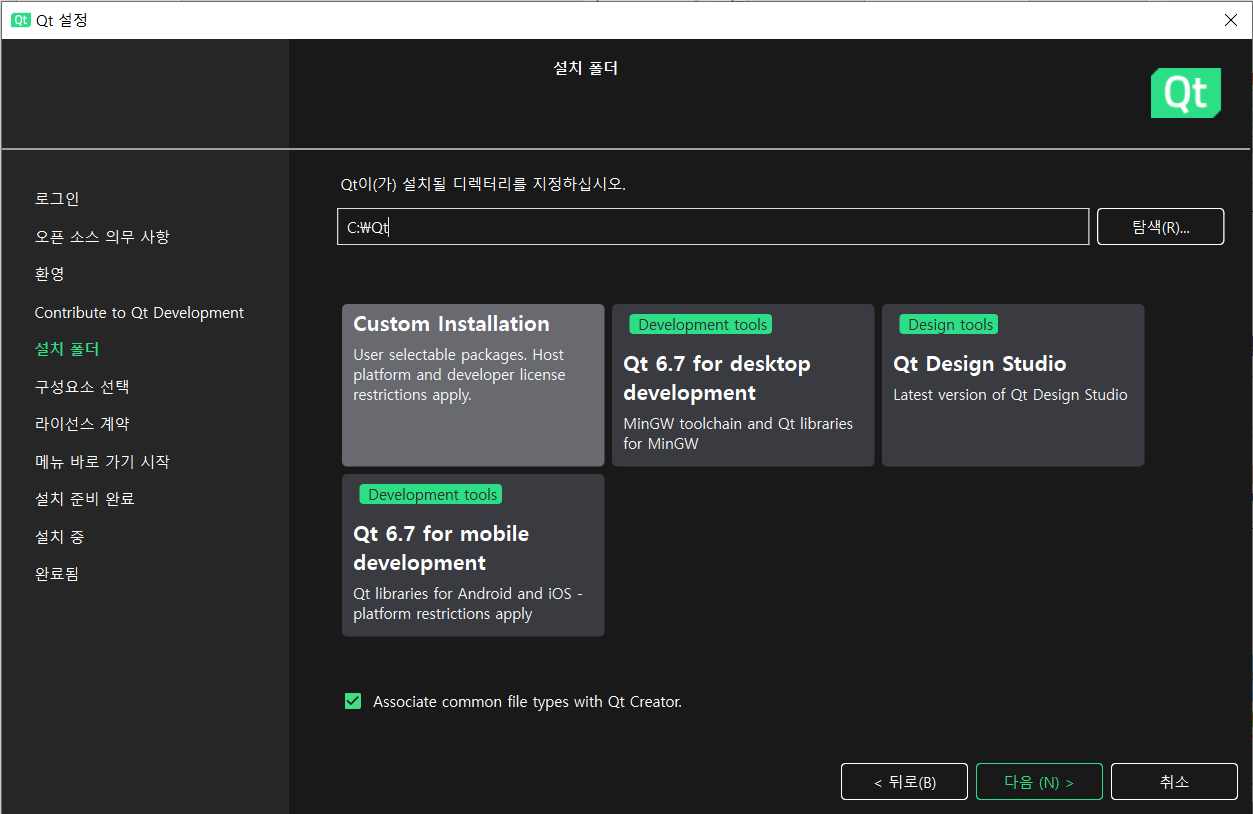 Qt Qt 설정
설치 폴더
Qt
로그인
오픈 소스 의무 사항
환영
Contribute to Qt Development
설치 폴더
구성요소 선택
라이선스 계약
메뉴 바로 가기 시작
설치 준비 완료
설치 중
완료됨
Qt이(가) 설치될 디렉터리를 지정하십시오.
C:₩Qt
탐색(R)...
Custom Installation
User selectable packages. Host
platform and developer license
restrictions apply.
Development tools
Qt 6.7 for desktop
development
MinGW toolchain and Qt libraries
for MinGW
Design tools
Qt Design Studio
Latest version of Qt Design Studio
Development tools
Qt 6.7 for mobile
development
Qt libraries for Android and iOS -
platform restrictions apply
Associate common file types with Qt Creator.
< 뒤로(B)
다음 (N) >
취소